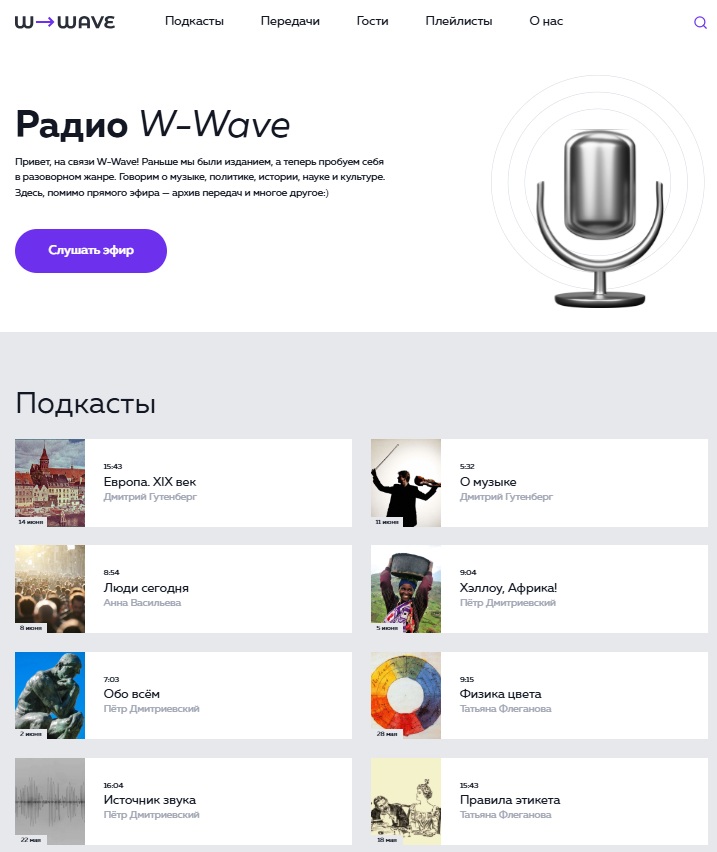 W→WAVE
Подкасты Передачи Гости Плейлисты О нас
Радио W-Wave
Привет, на связи W-Wave! Раньше мы были изданием, а теперь пробуем себя
в разоворном жанре. Говорим о музыке, политике, истории, науке и культуре.
Здесь, помимо прямого эфира — архив передач и многое другое:)
Слушать эфир
Подкасты
15:43
Европа. XIX век
Дмитрий Гутенберг
14 июня
5:32
О музыке
Дмитрий Гутенберг
11 июня
8:54
Люди сегодня
Анна Васильева
8 июня
9:04
Хэллоу, Африка!
Пётр Дмитриевский
5 июня
7:03
Обо всём
Пётр Дмитриевский
2 июня
9:15
Физика цвета
Татьяна Флеганова
28 мая
16:04
Источник звука
Пётр Дмитриевский
22 мая
15:43
Правила этикета
Татьяна Флеганова
18 мая